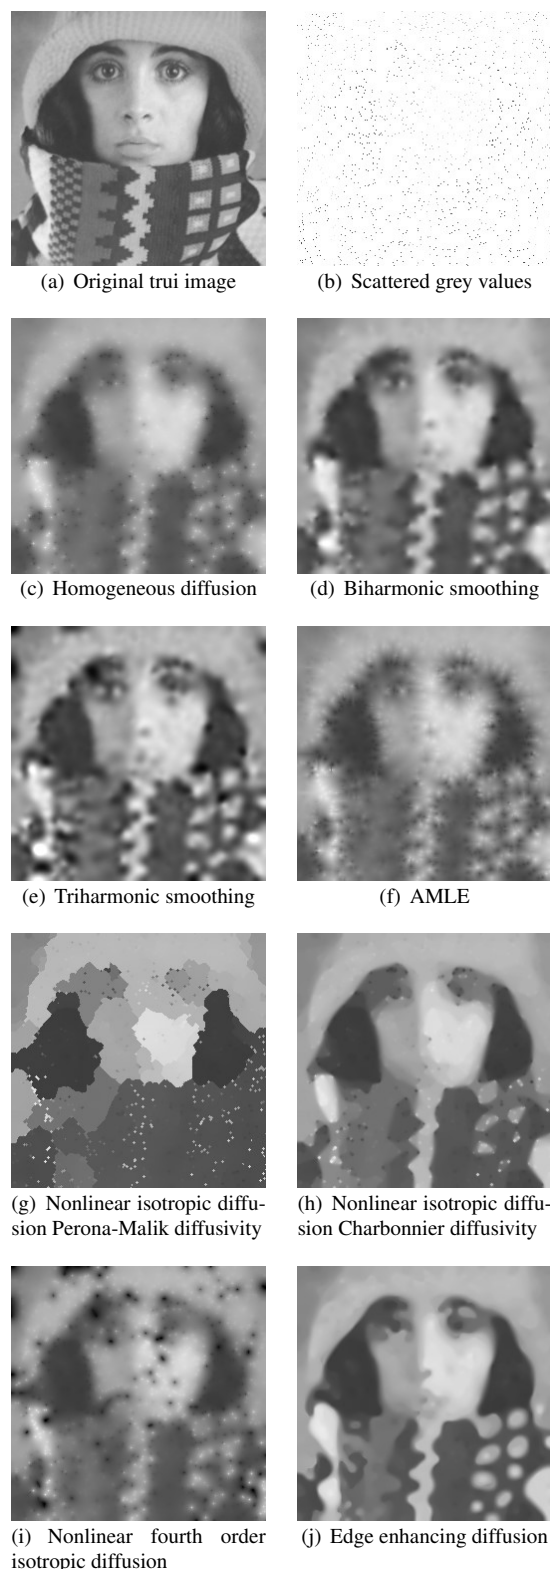 (a) Original trui image
(b) Scattered grey values
(c) Homogeneous diffusion
(d) Biharmonic smoothing
(e) Triharmonic smoothing
(f) AMLE
(g) Nonlinear isotropic diffu-
sion Perona-Malik diffusivity
(h) Nonlinear isotropic diffu-
sion Charbonnier diffusivity
(i) Nonlinear fourth order
isotropic diffusion
(j) Edge enhancing diffusion